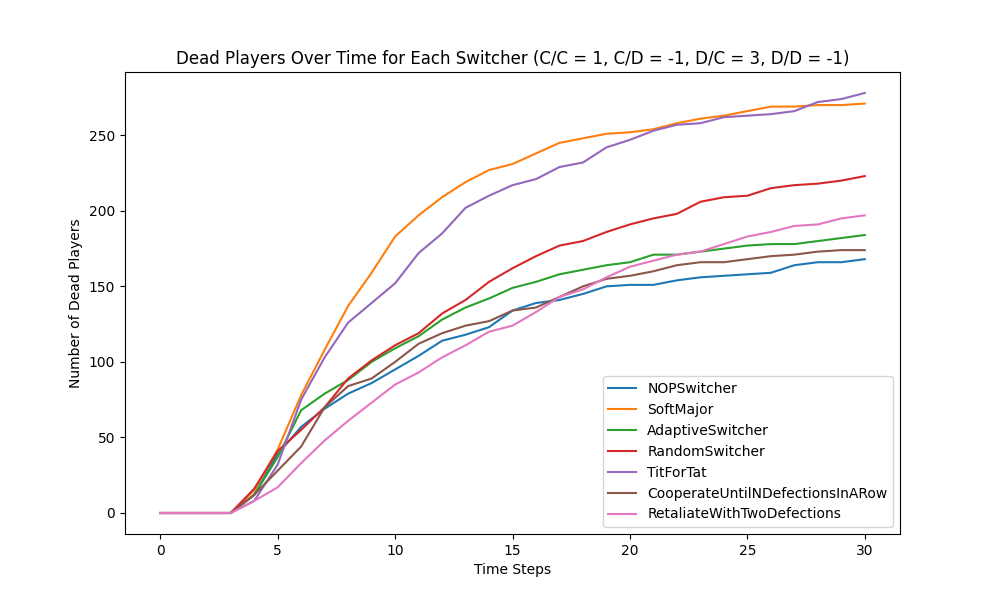 Dead Players Over Time for Each Switcher (C/C = 1, C/D = -1, D/C = 3, D/D = -1)
Number of Dead Players
250
200
150
100
50
0
0 5 10 15 20 25 30
Time Steps
NOPSwitcher
SoftMajor
AdaptiveSwitcher
RandomSwitcher
TitForTat
CooperateUntilNDefectionsInARow
RetaliateWithTwoDefections